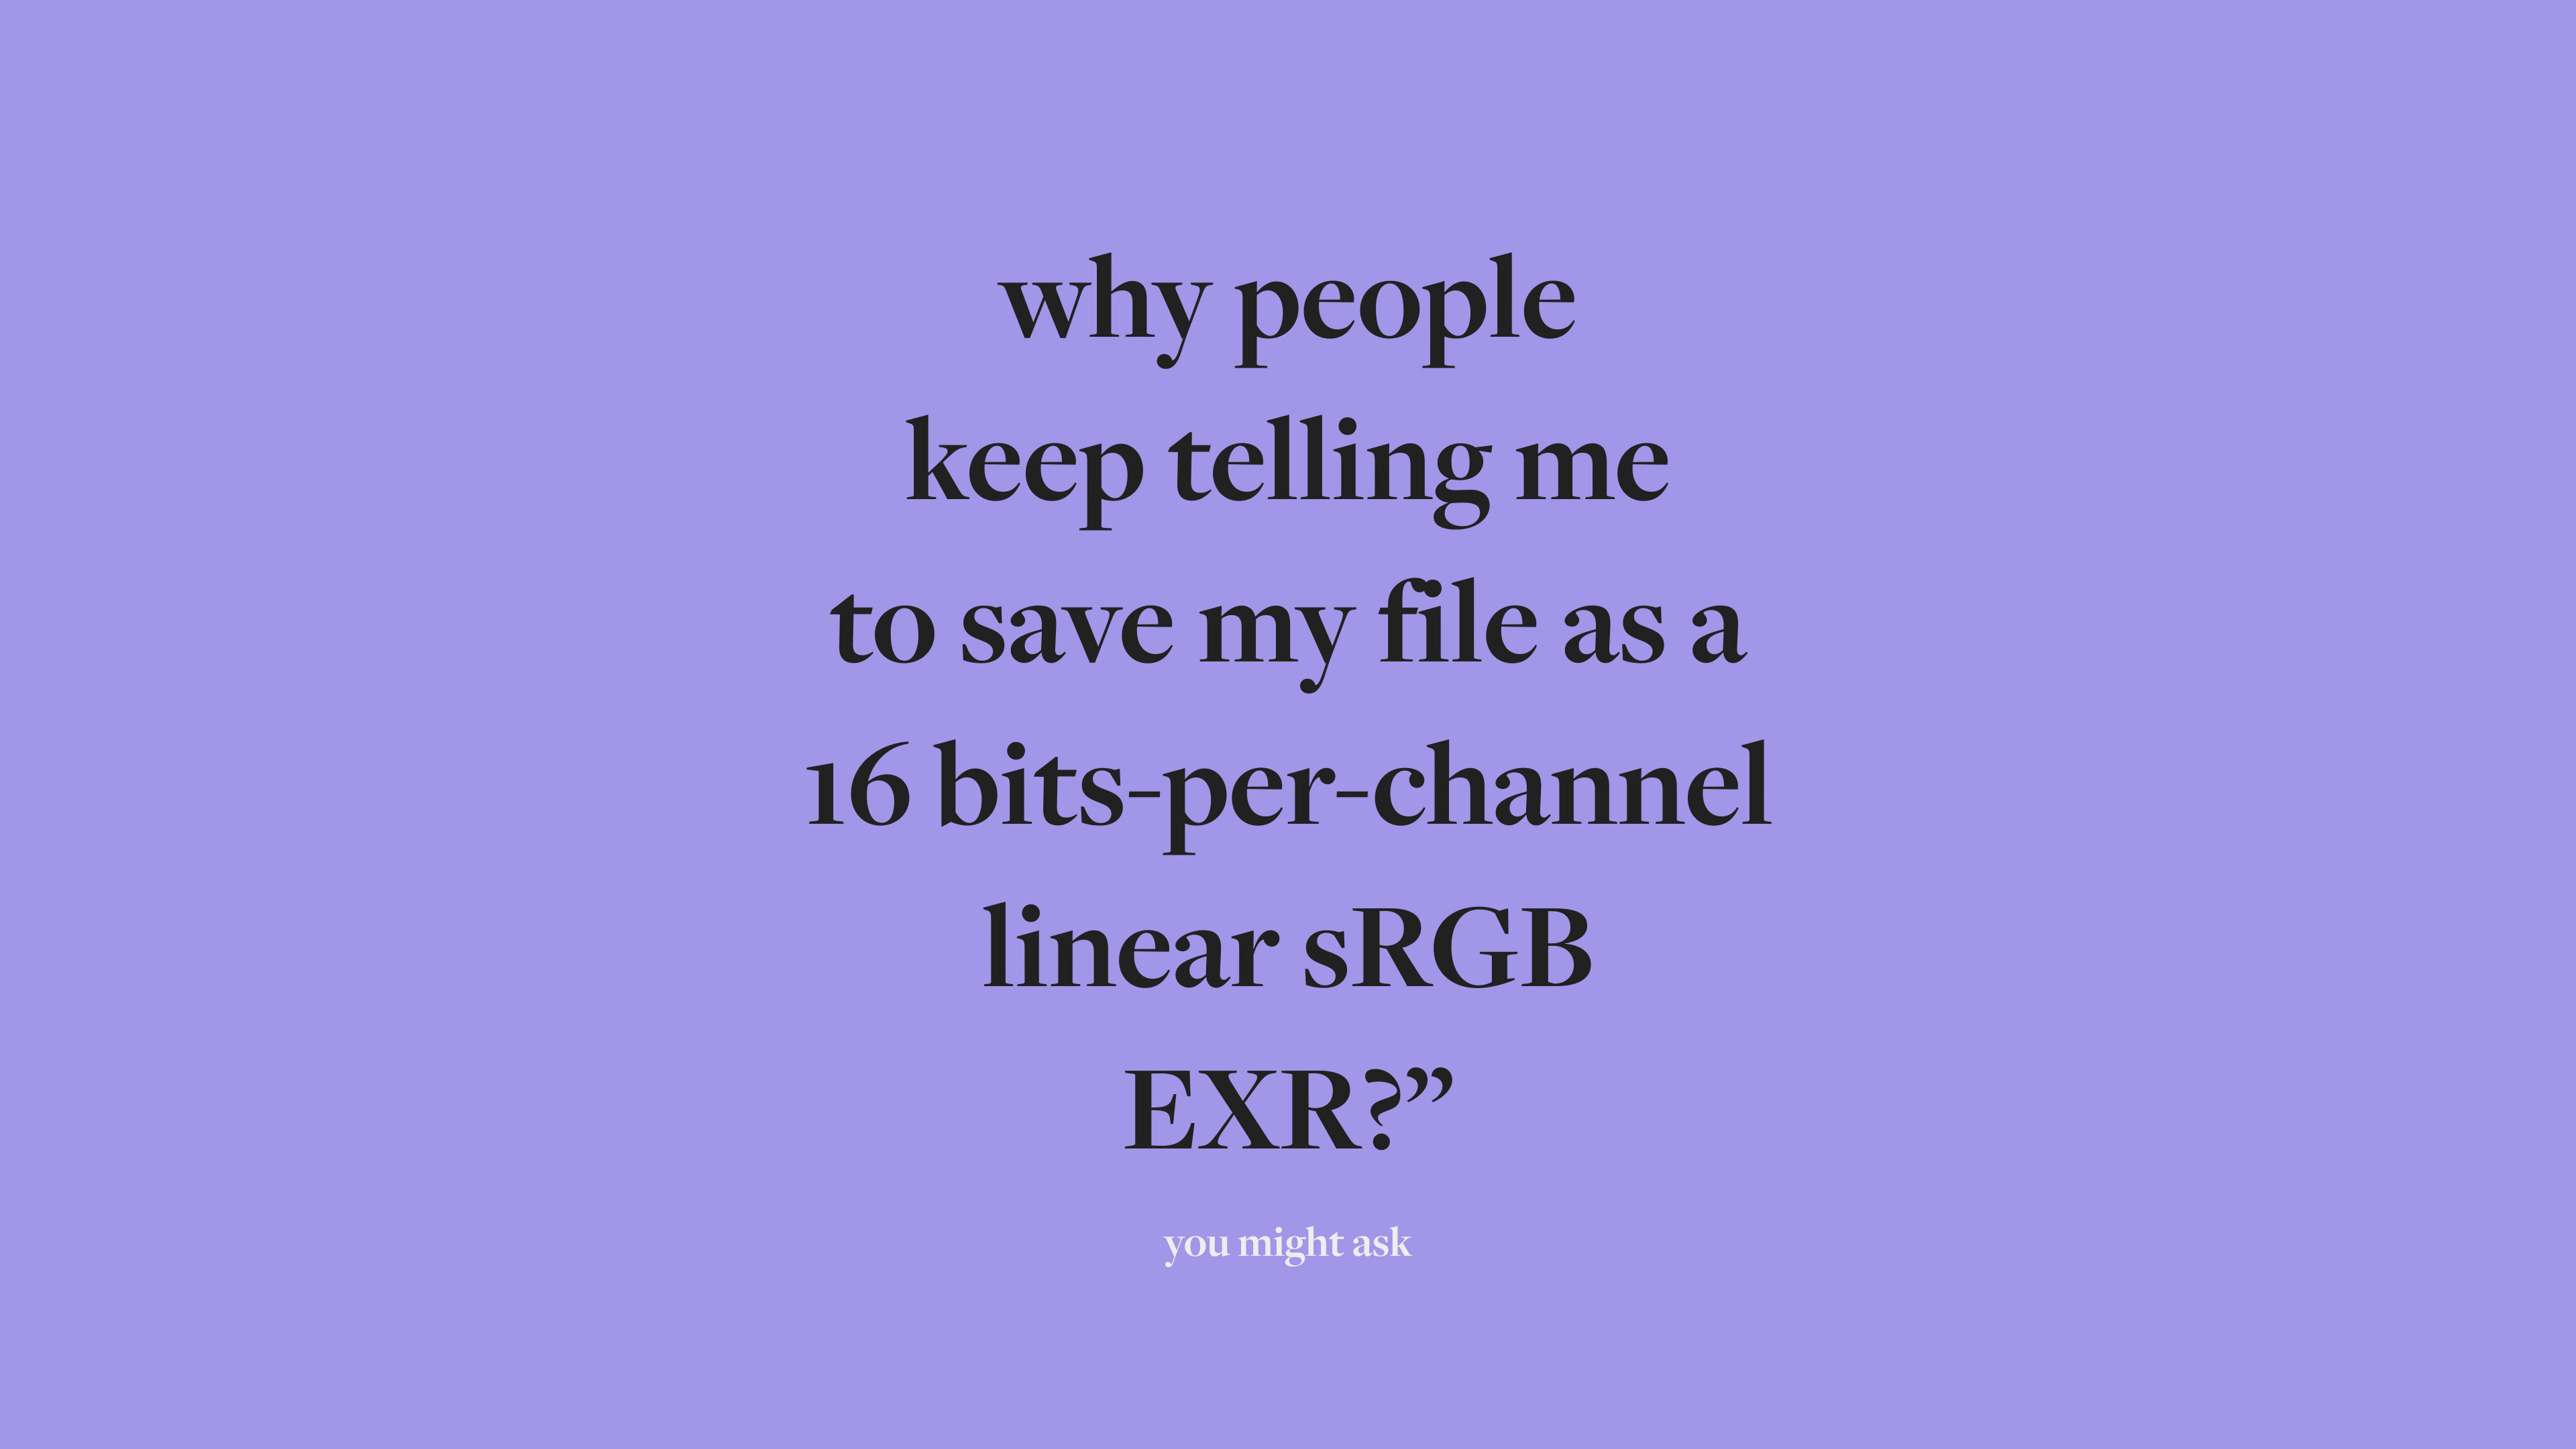 why people
keep telling me
to save my file as a
16 bits-per-channel
linear sRGB
EXR?”
you might ask